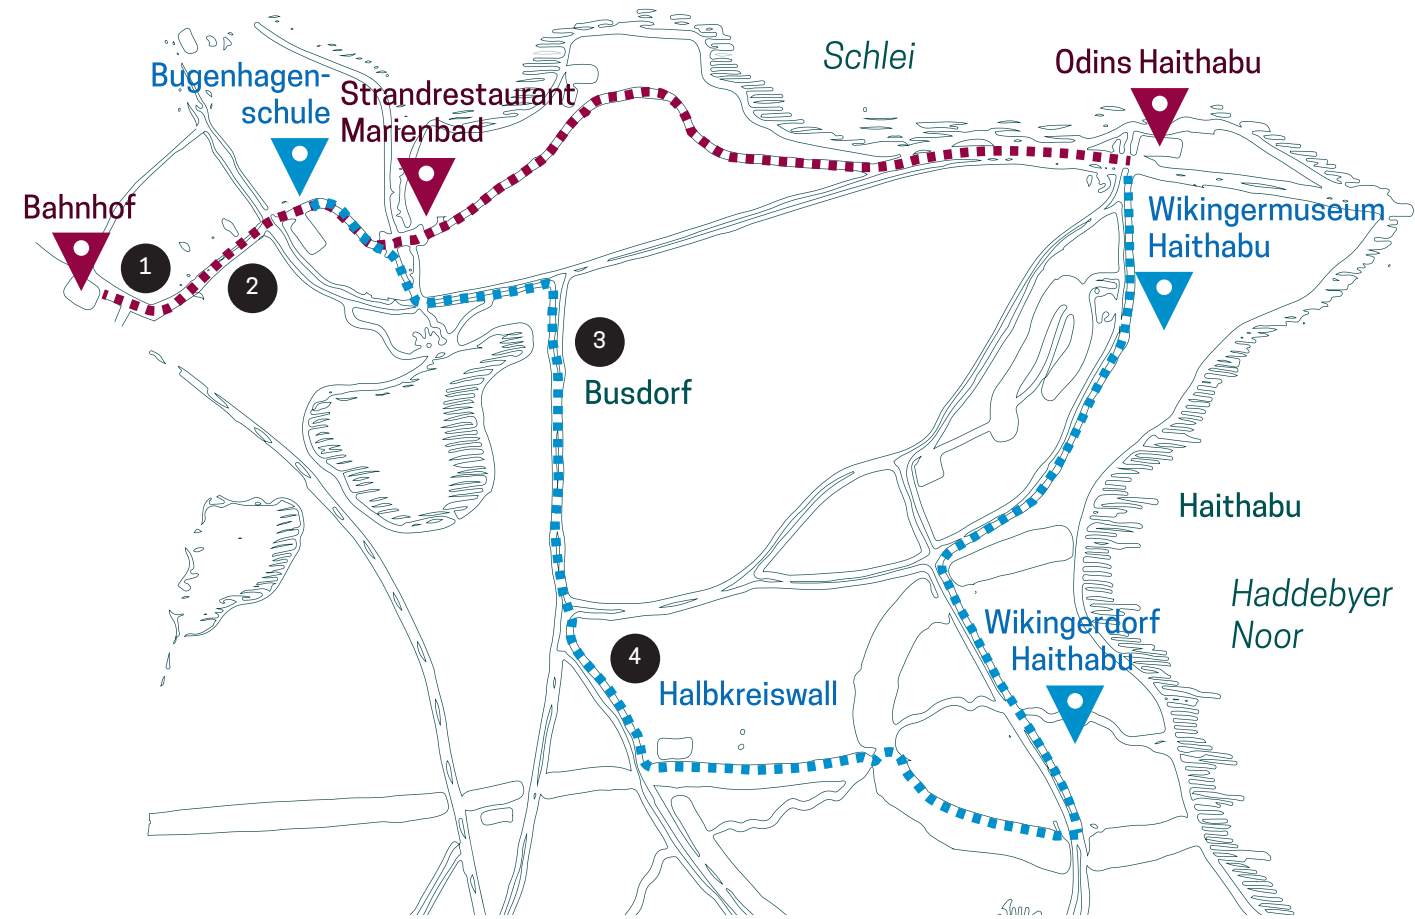 Schlei
Odins Haithabu
Bugenhagen-
schule
Strandrestaurant
Marienbad
Bahnhof
Wikingermuseum
Haithabu
1
2
3
Busdorf
Haithabu
Haddebyer
Noor
Wikingerdorf
Haithabu
4
Halbkreiswall